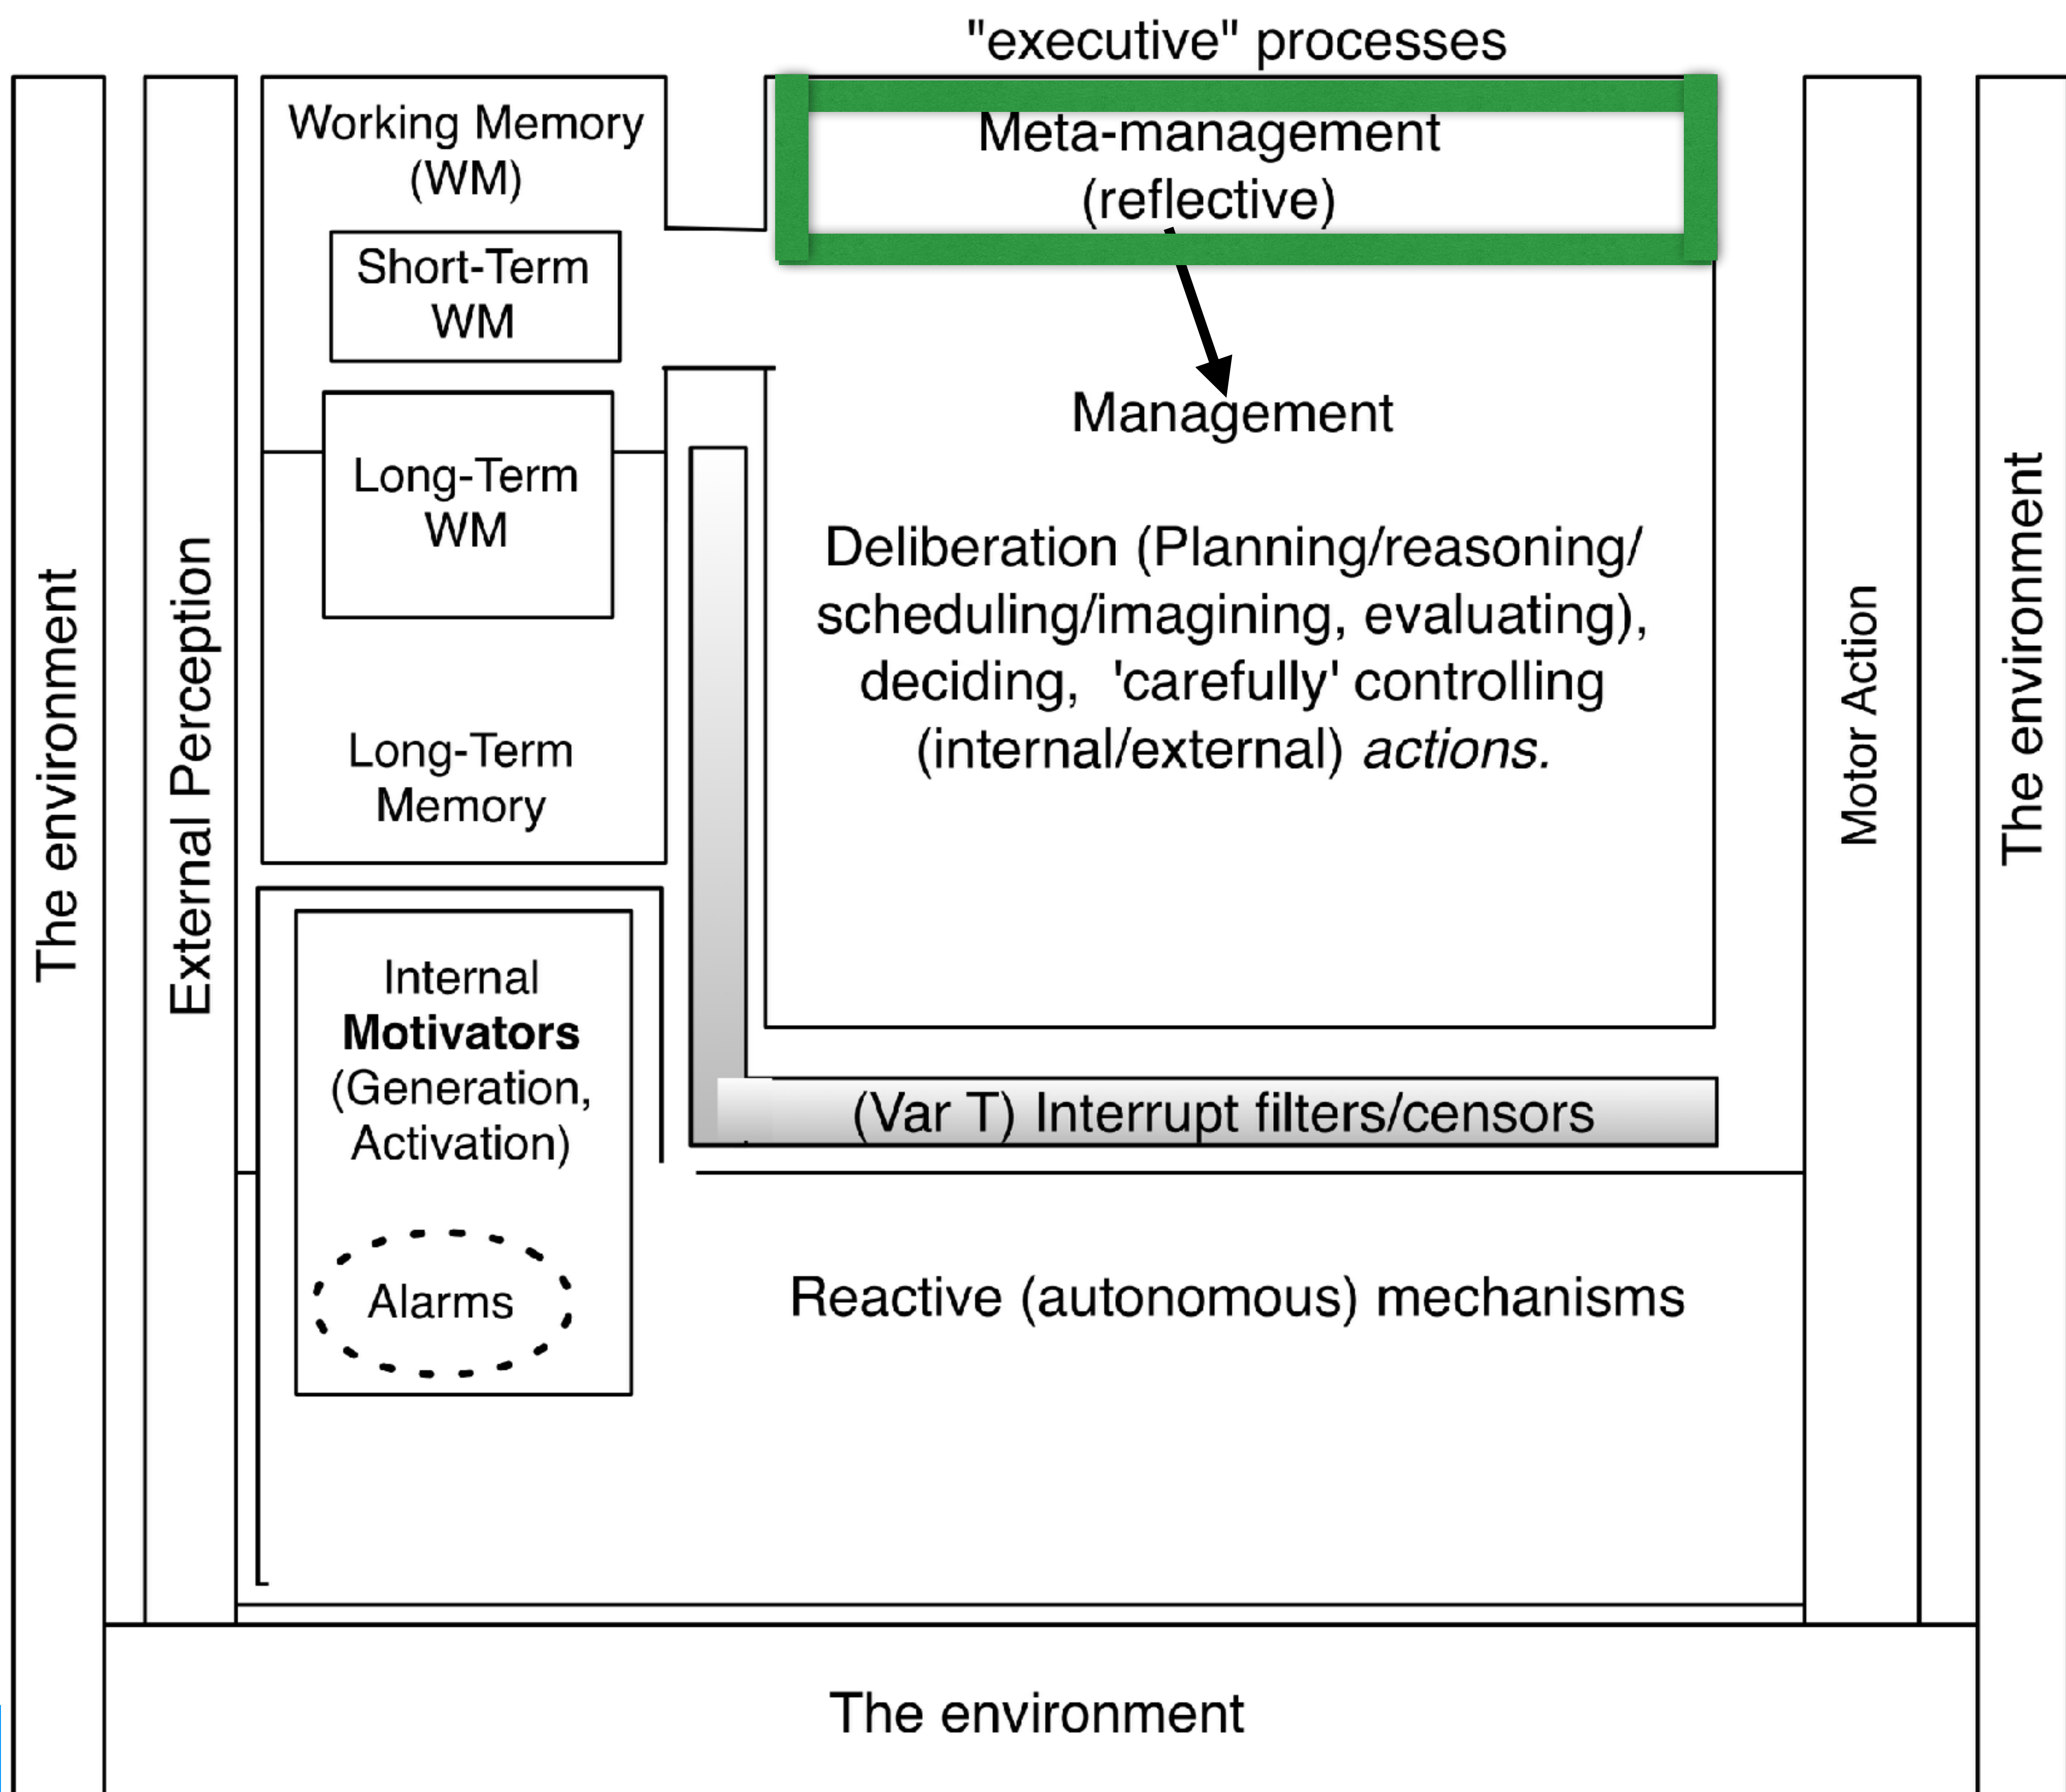 "executive" processes
The environment
External Perception
Working Memory
(WM)
Short-Term
WM
Long-Term
WM
Long-Term
Memory
Internal
Motivators
(Generation,
Activation)
Alarms
Meta-management
(reflective)
Management
Deliberation (Planning/reasoning/
scheduling/imagining, evaluating),
deciding, 'carefully' controlling
(internal/external) actions.
(Var T) Interrupt filters/censors
Reactive (autonomous) mechanisms
Motor Action
The environment
The environment